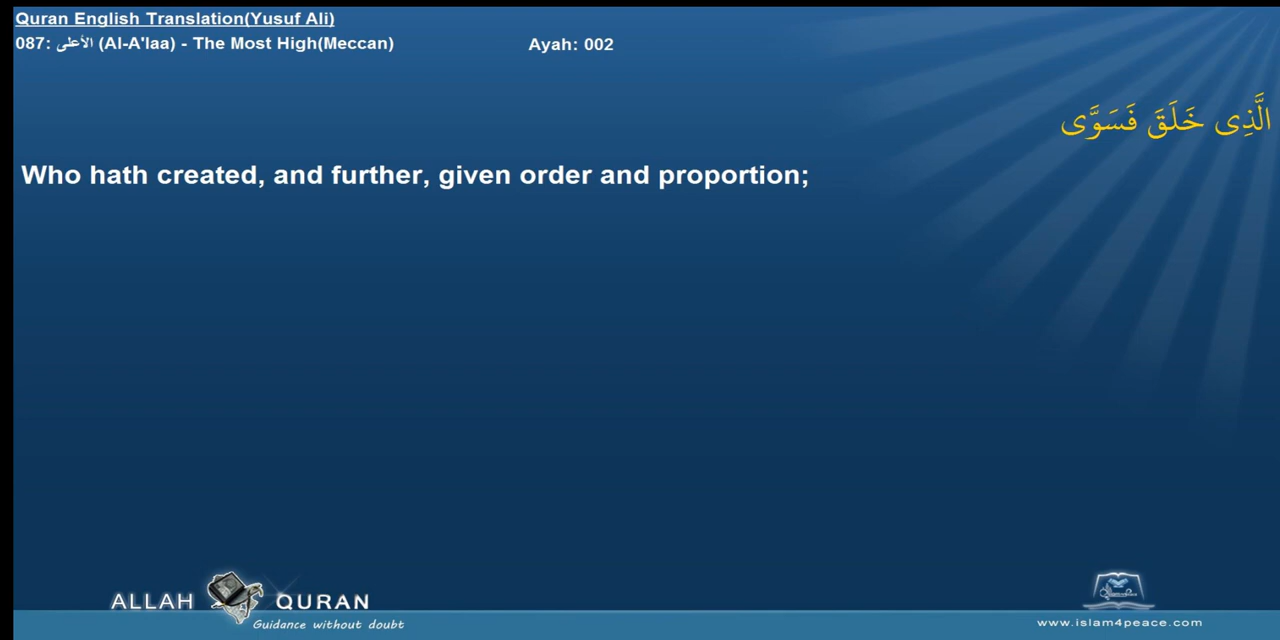 Quran English Translation(Yusuf Ali)
087: الأعلى (Al-A'laa) - The Most High(Meccan) Ayah: 002
الَّذِى خَلَقَ فَسَوَّى
Who hath created, and further, given order and proportion;
ALLAH QURAN
Guidance without doubt
www.islam4peace.com